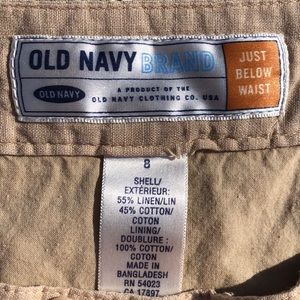 OLD NAVY BRAND
JUST
BELOW
WAIST
OLD NAVY
A PRODUCT OF THE
OLD NAVY CLOTHING CO. USA
8
SHELL/
EXTÉRIEUR:
55% LINEN/LIN
45% COTTON/
COTON
LINING/
DOUBLURE :
100% COTTON/
COTON
MADE IN
BANGLADESH
RN 54023
CA 17897